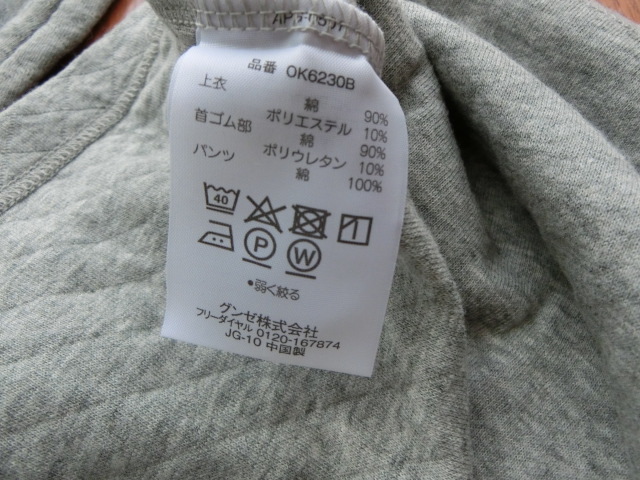 品番 OK6230B
上衣 綿 90%
ポリエステル 10%
首ゴム部 綿 90%
ポリウレタン 10%
パンツ 綿 100%
40
P
W
•弱く絞る
グンゼ株式会社
フリーダイヤル 0120-167874
JG-10 中国製